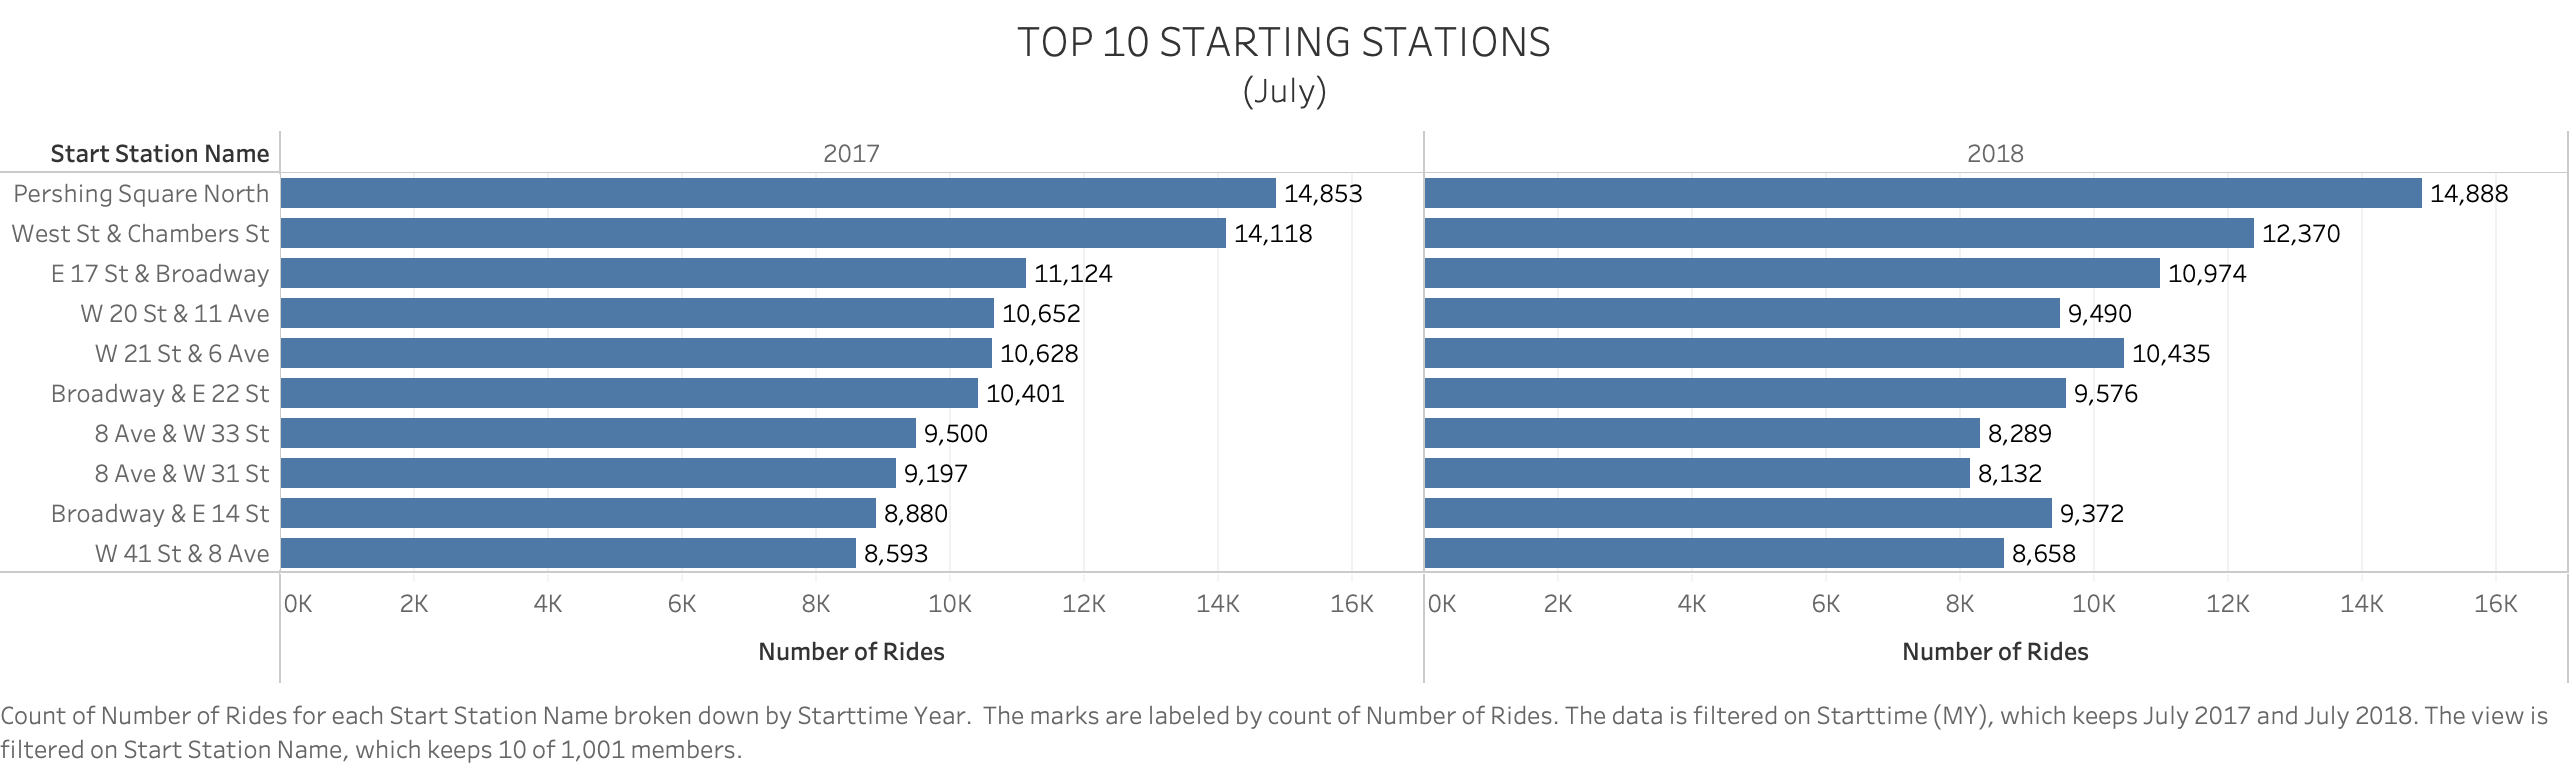 TOP 10 STARTING STATIONS
(July)
Start Station Name 2017 2018
Pershing Square North 14,853 14,888
West St & Chambers St 14,118 12,370
E 17 St & Broadway 11,124 10,974
W 20 St & 11 Ave 10,652 9,490
W 21 St & 6 Ave 10,628 10,435
Broadway & E 22 St 10,401 9,576
8 Ave & W 33 St 9,500 8,289
8 Ave & W 31 St 9,197 8,132
Broadway & E 14 St 8,880 9,372
W 41 St & 8 Ave 8,593 8,658
0K 2K 4K 6K 8K 10K 12K 14K 16K 0K 2K 4K 6K 8K 10K 12K 14K 16K
Number of Rides Number of Rides
Count of Number of Rides for each Start Station Name broken down by Starttime Year.  The marks are labeled by count of Number of Rides. The data is filtered on Starttime (MY), which keeps July 2017 and July 2018. The view is
filtered on Start Station Name, which keeps 10 of 1,001 members.